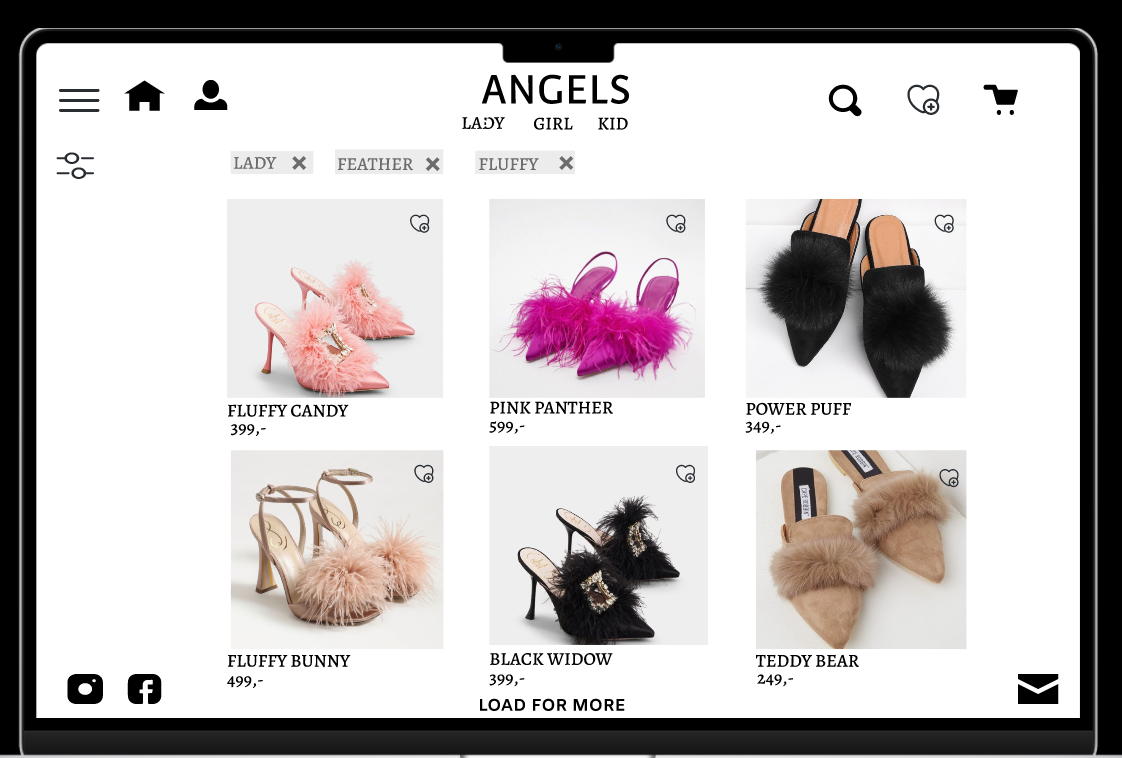 ANGELS
LADY GIRL KID
LADY FEATHER FLUFFY
FLUFFY CANDY
399,-
PINK PANTHER
599,-
POWER PUFF
349,-
FLUFFY BUNNY
499,-
BLACK WIDOW
399,-
TEDDY BEAR
249,-
LOAD FOR MORE